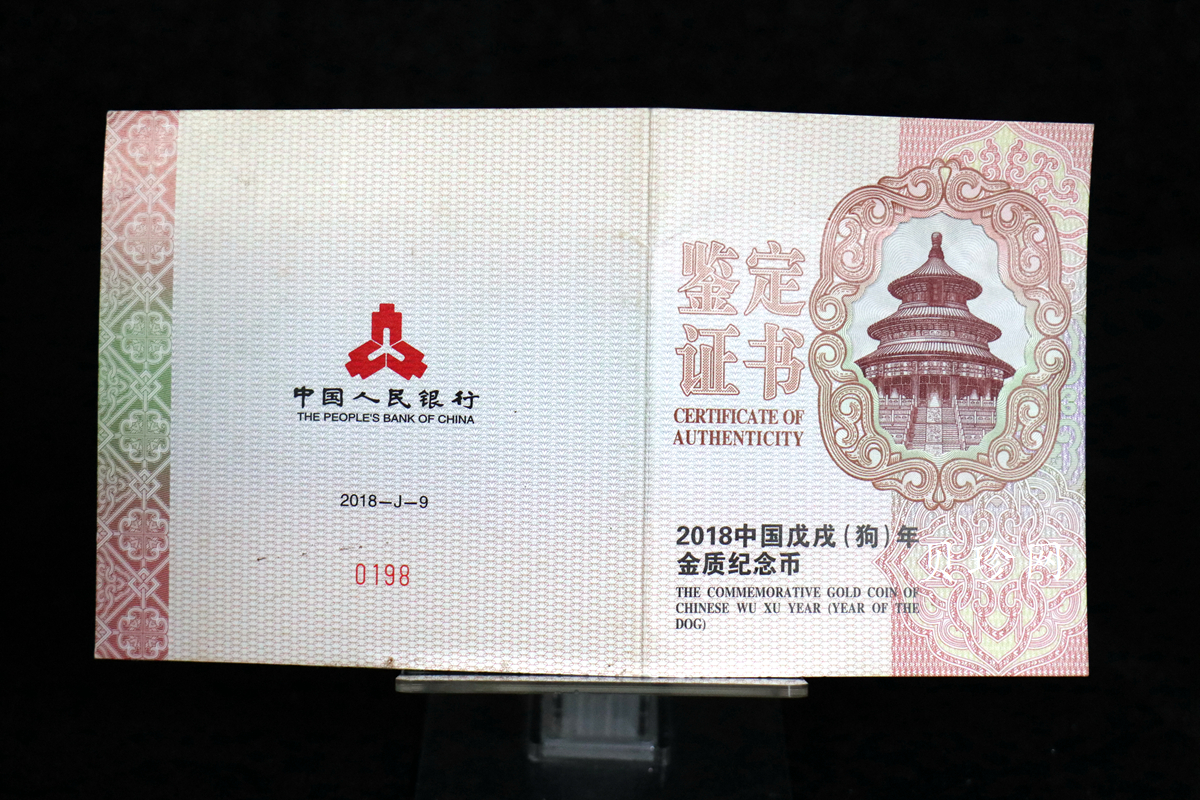 中国人民银行
THE PEOPLE'S BANK OF CHINA
2018－J－9
0198
鉴定
证书
CERTIFICATE OF
AUTHENTICITY
2018中国戊戌(狗)年
金质纪念币
THE COMMEMORATIVE GOLD COIN OF
CHINESE WU XU YEAR (YEAR OF THE
DOG)